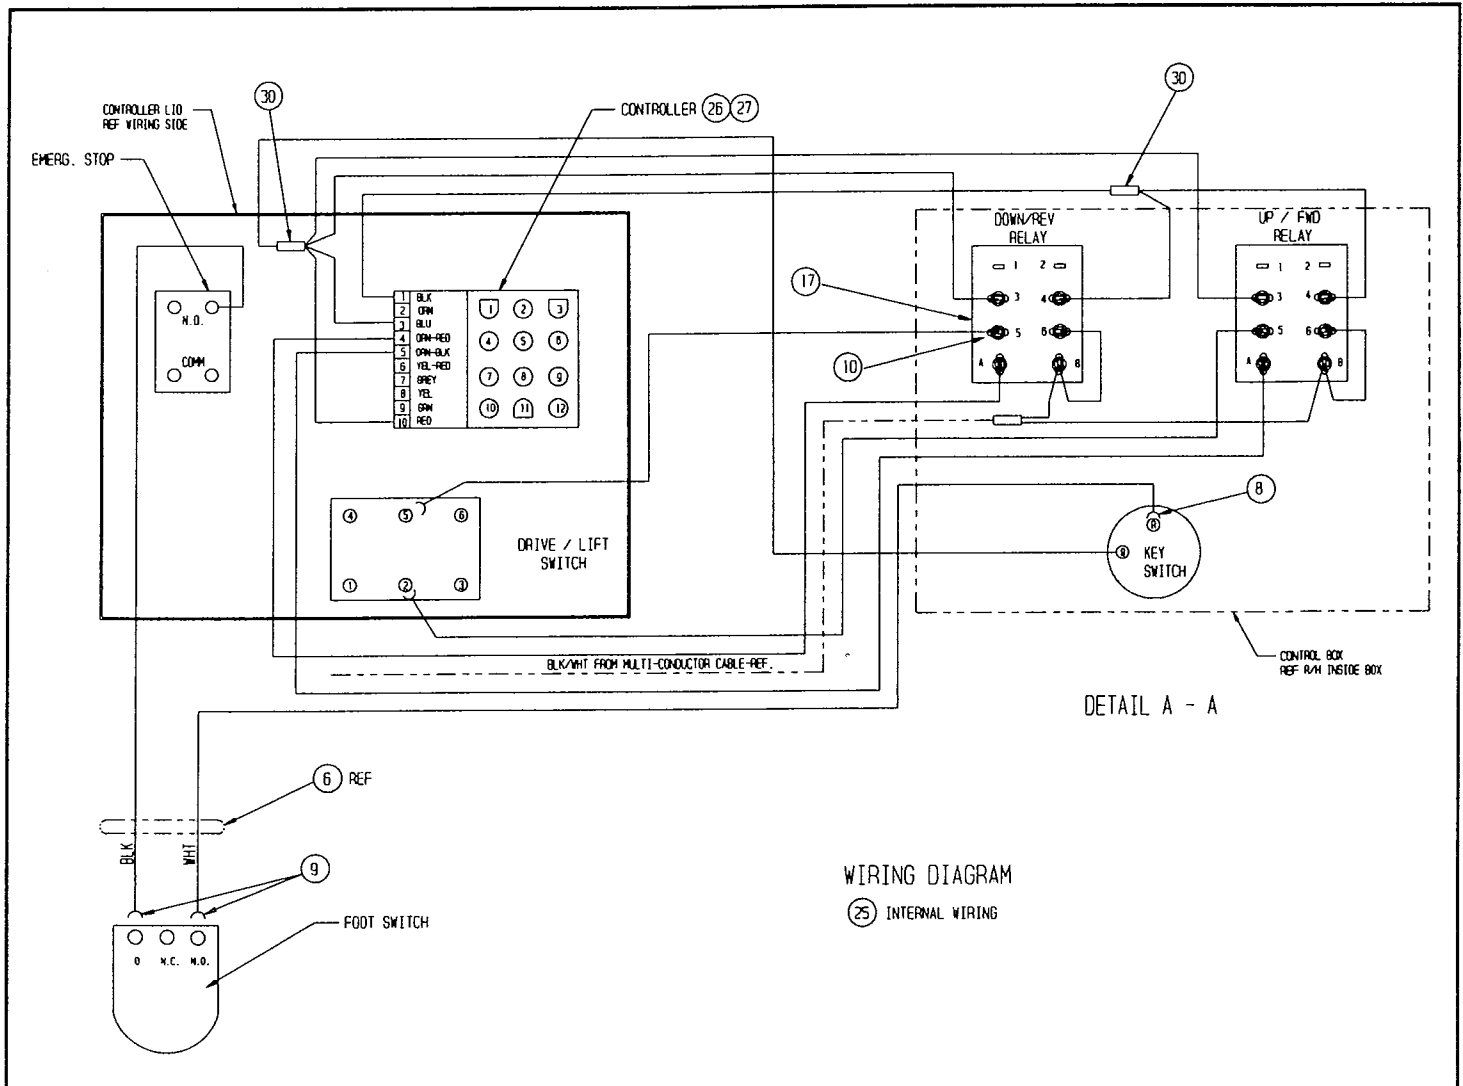 30
30
CONTROLLER LID
REF WIRING SIDE
CONTROLLER 26 27
EMERG. STOP
DOWN/REV
RELAY
UP / FWD
RELAY
1 2
3 4
5 6
A B
1 2
3 4
5 6
A B
17
10
N.O.
COMM
1 BLK
2 ORN
3 BLU
4 ORN-RED
5 ORN-BLK
6 YEL-RED
7 GREY
8 YEL
9 GRN
10 RED
1 2 3
4 5 6
7 8 9
10 11 12
4 5 6
1 2 3
DRIVE / LIFT
SWITCH
8
KEY
SWITCH
BLK/WHT FROM MULTI-CONDUCTOR CABLE-REF.
CONTROL BOX
REF R/H INSIDE BOX
DETAIL A - A
6 REF
BLK
WHT
9
FOOT SWITCH
N.C. N.O.
WIRING DIAGRAM
25 INTERNAL WIRING